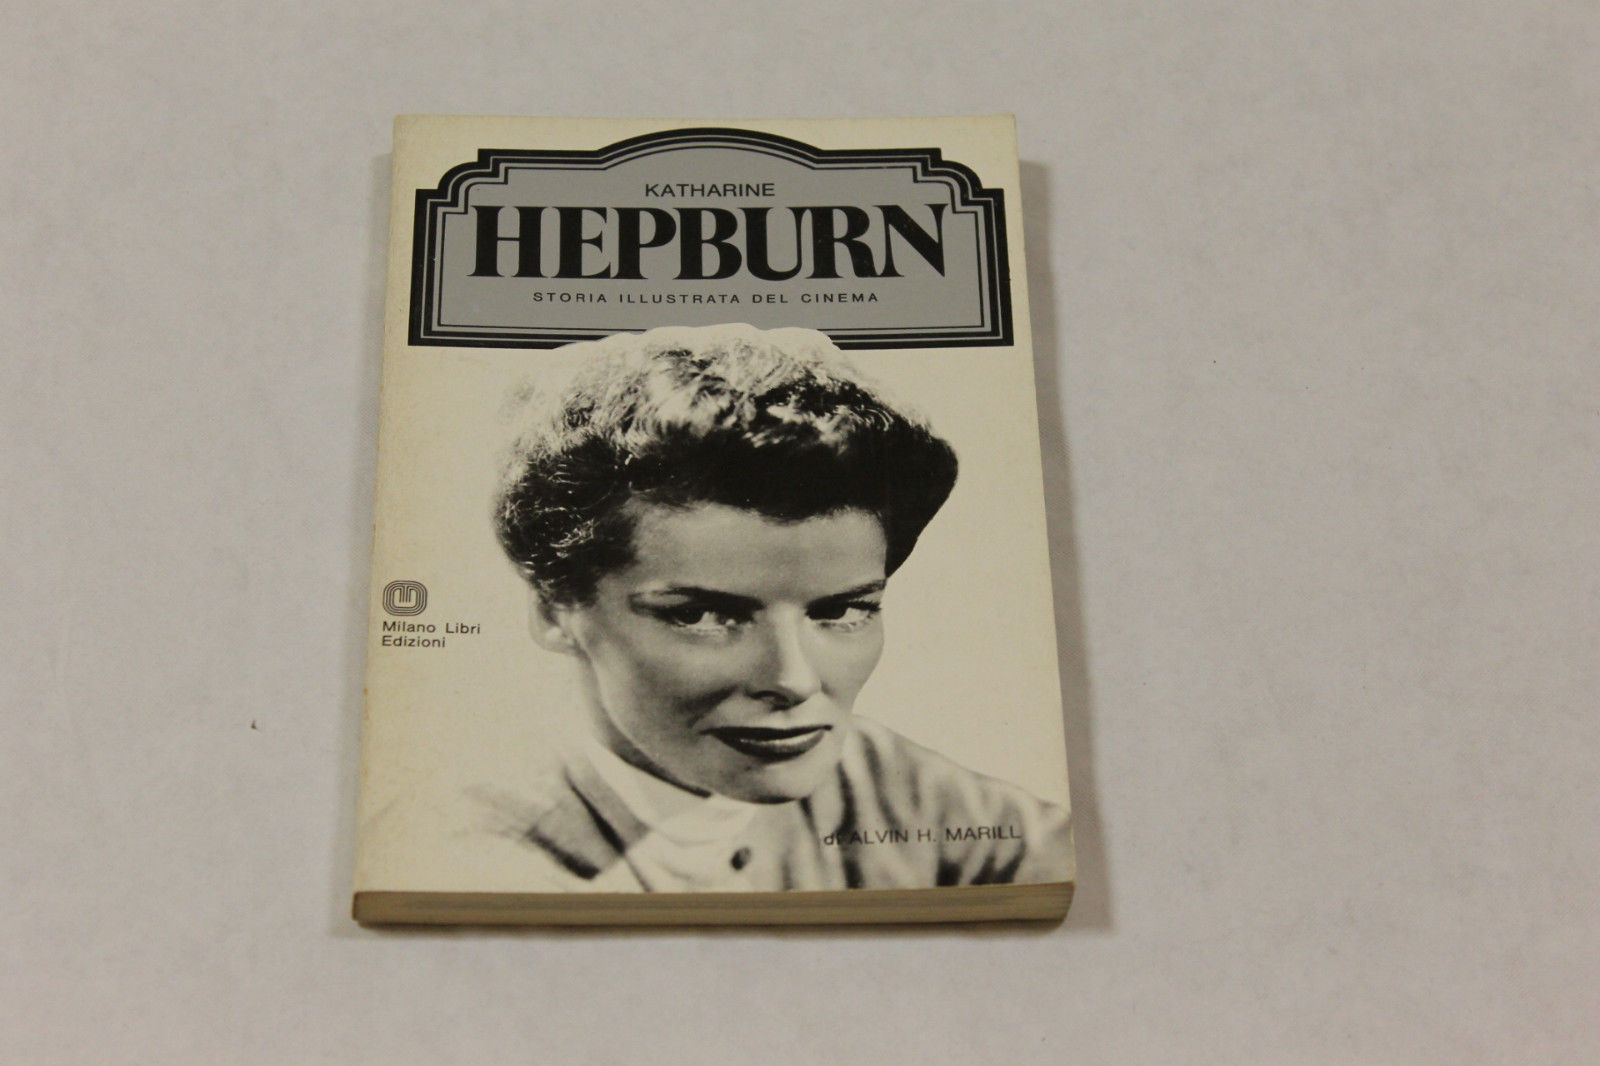 KATHARINE
HEPBURN
STORIA ILLUSTRATA DEL CINEMA
Milano Libri
Edizioni
di ALVIN H. MARILL